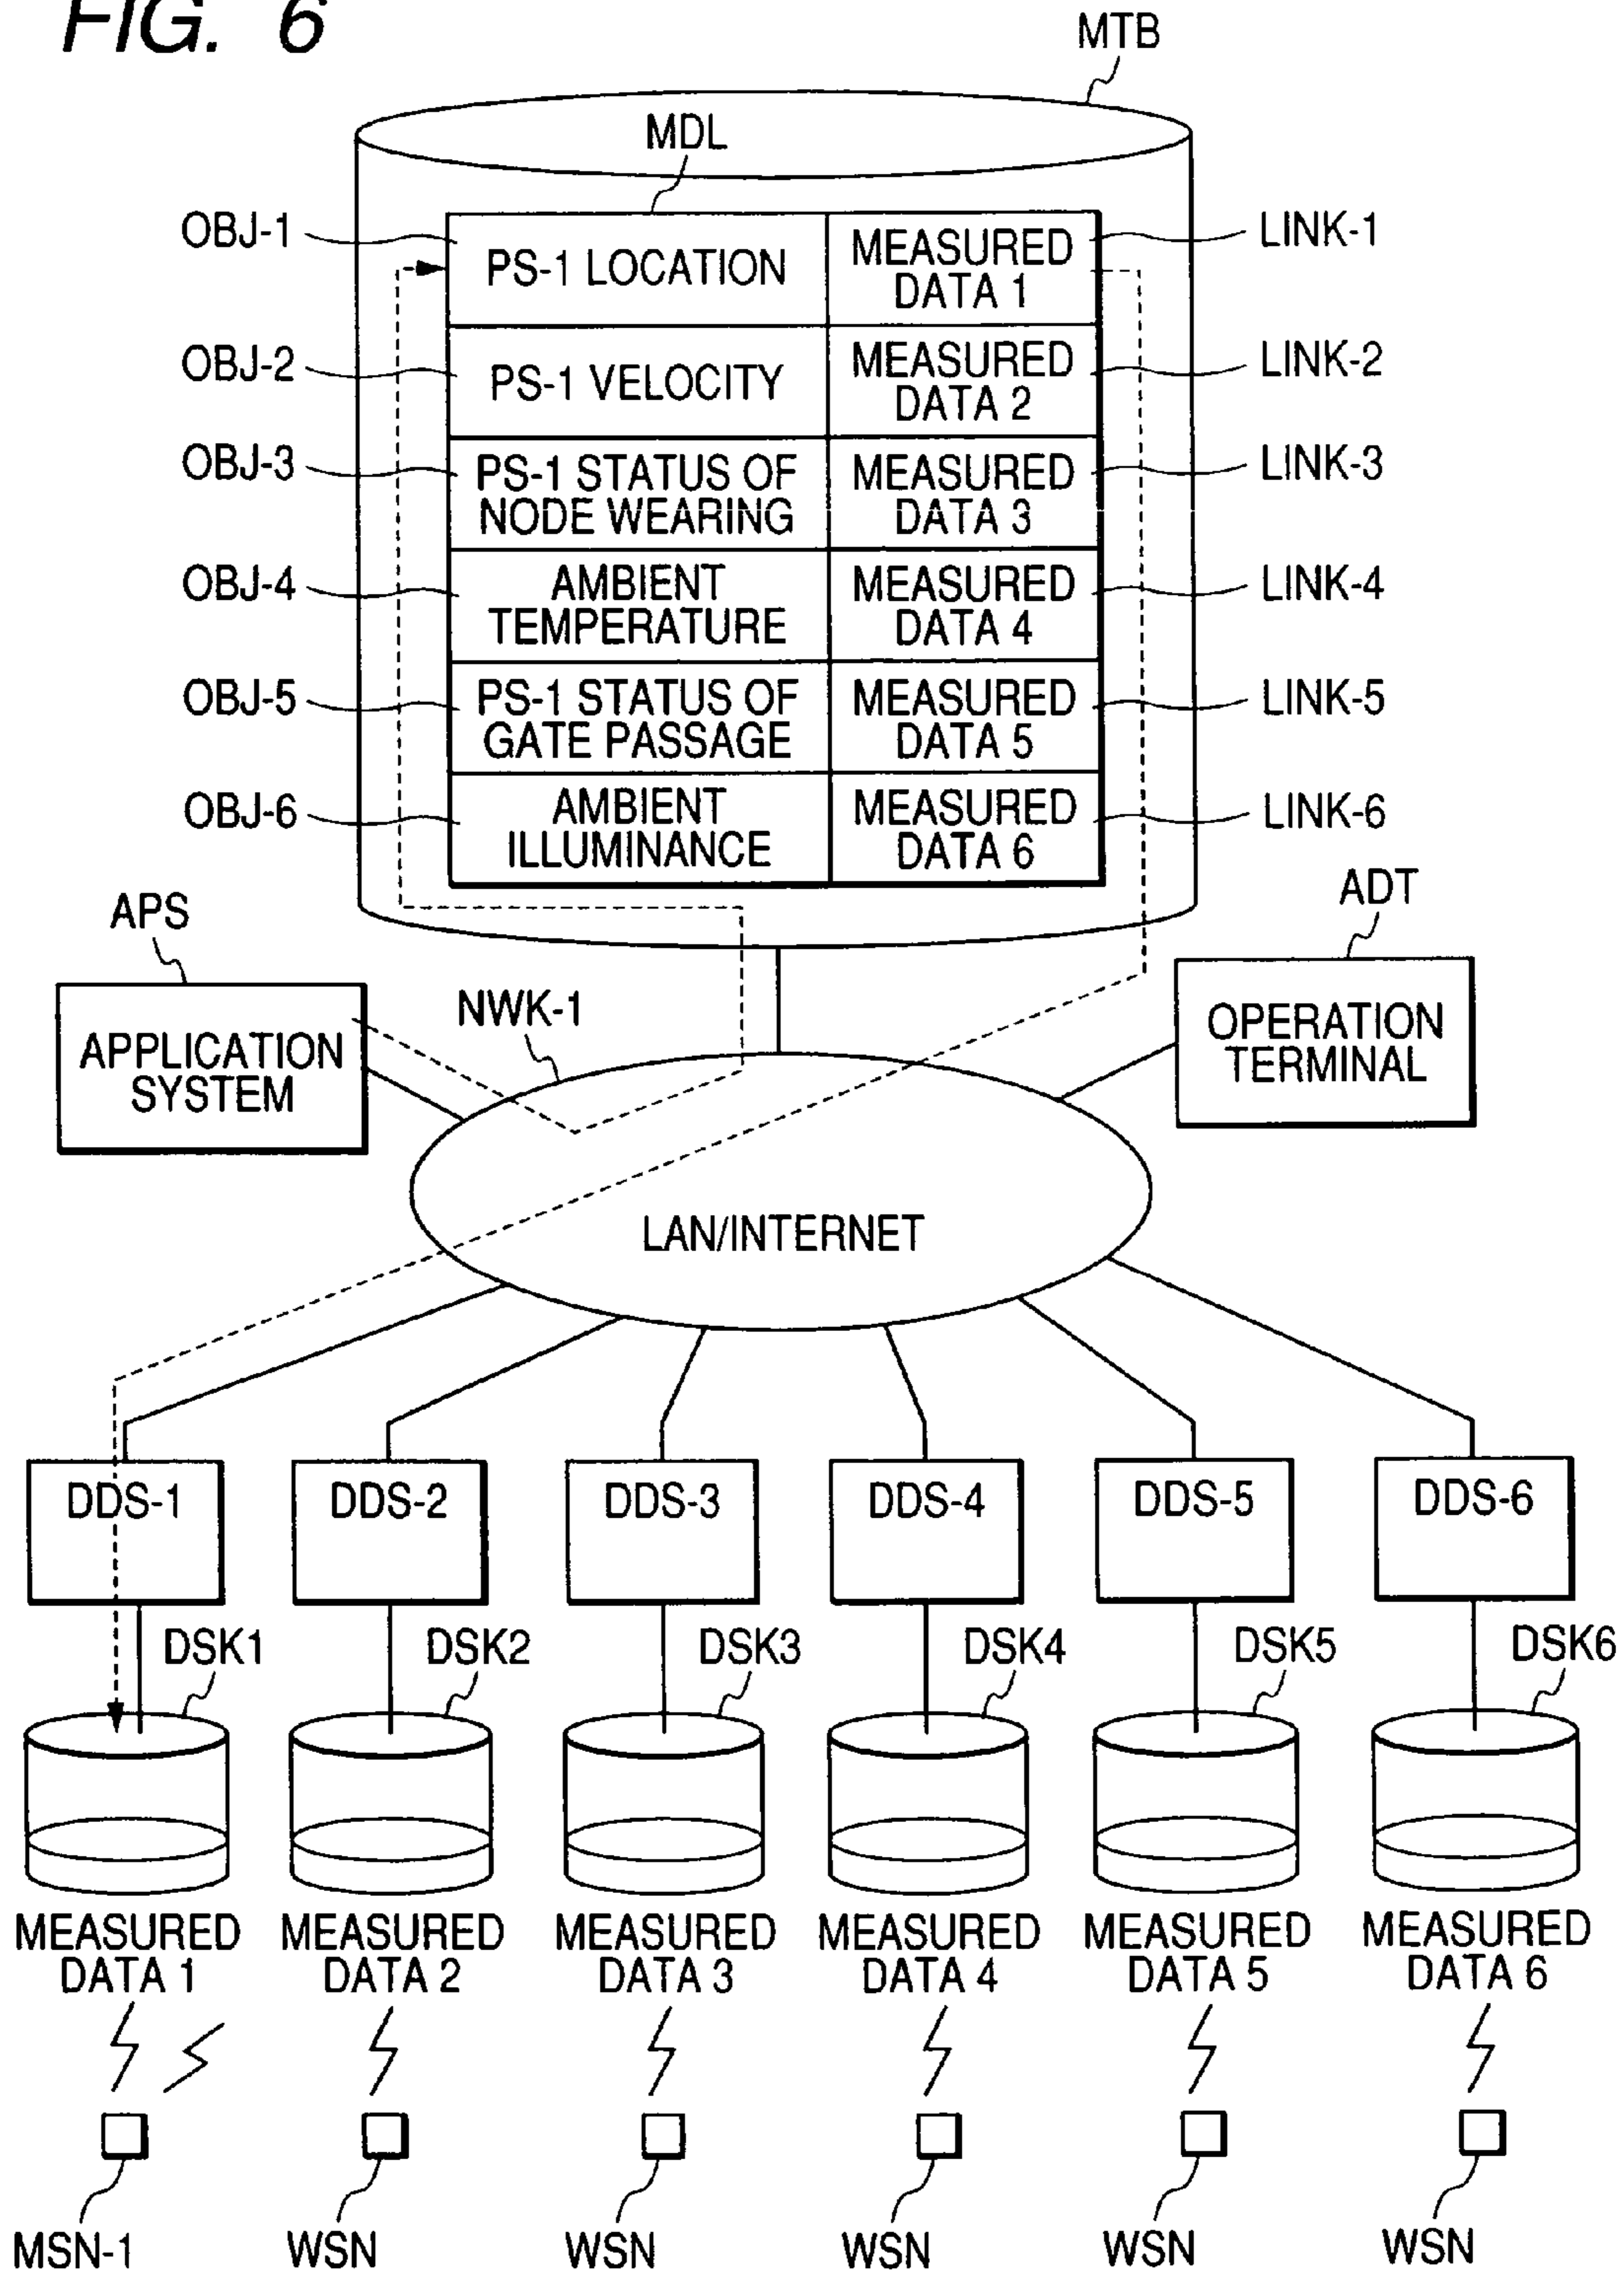 FIG. 6
MTB
MDL
OBJ-1
PS-1 LOCATION
MEASURED
DATA 1
LINK-1
OBJ-2
PS-1 VELOCITY
MEASURED
DATA 2
LINK-2
OBJ-3
PS-1 STATUS OF
NODE WEARING
MEASURED
DATA 3
LINK-3
OBJ-4
AMBIENT
TEMPERATURE
MEASURED
DATA 4
LINK-4
OBJ-5
PS-1 STATUS OF
GATE PASSAGE
MEASURED
DATA 5
LINK-5
OBJ-6
AMBIENT
ILLUMINANCE
MEASURED
DATA 6
LINK-6
APS
APPLICATION
SYSTEM
NWK-1
ADT
OPERATION
TERMINAL
LAN/INTERNET
DDS-1
DDS-2
DDS-3
DDS-4
DDS-5
DDS-6
DSK1
DSK2
DSK3
DSK4
DSK5
DSK6
MEASURED
DATA 1
MEASURED
DATA 2
MEASURED
DATA 3
MEASURED
DATA 4
MEASURED
DATA 5
MEASURED
DATA 6
MSN-1
WSN
WSN
WSN
WSN
WSN